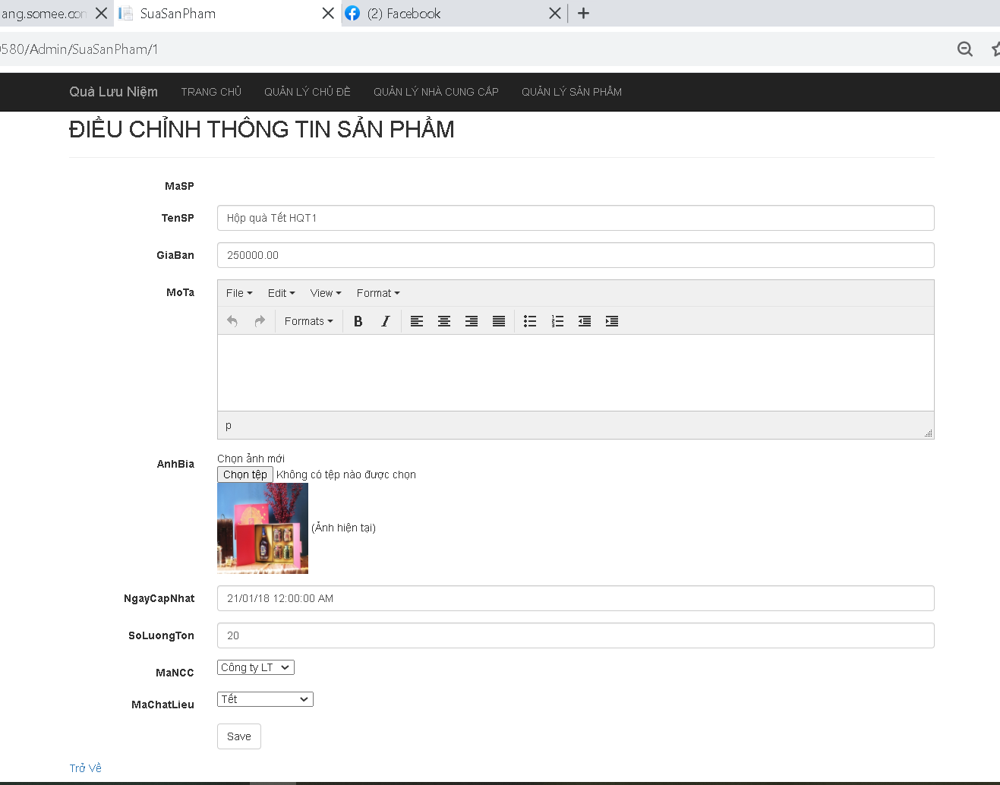 ang.somee.com
SuaSanPham
(2) Facebook
580/Admin/SuaSanPham/1
Quà Lưu Niệm TRANG CHỦ QUẢN LÝ CHỦ ĐỀ QUẢN LÝ NHÀ CUNG CẤP QUẢN LÝ SẢN PHẨM
ĐIỀU CHỈNH THÔNG TIN SẢN PHẨM
MaSP
TenSP Hộp quà Tết HQT1
GiaBan 250000.00
MoTa File Edit View Format
Formats B I
p
AnhBia Chọn ảnh mới
Chọn tệp Không có tệp nào được chọn
(Ảnh hiện tại)
NgayCapNhat 21/01/18 12:00:00 AM
SoLuongTon 20
MaNCC Công ty LT
MaChatLieu Tết
Save
Trở Về